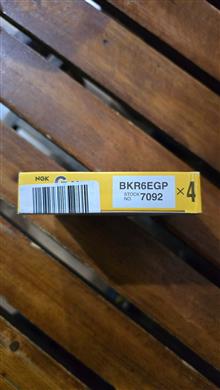 NGK
BKR6EGP
STOCK NO. 7092
×4